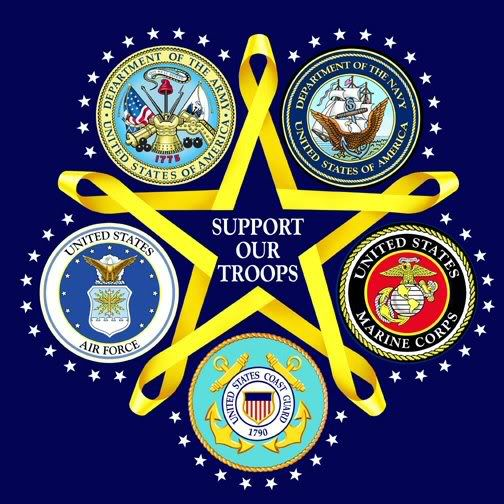 DEPARTMENT OF THE ARMY
UNITED STATES OF AMERICA
1775
DEPARTMENT OF THE NAVY
UNITED STATES OF AMERICA
SUPPORT
OUR
TROOPS
UNITED STATES
AIR FORCE
UNITED STATES
MARINE CORPS
UNITED STATES COAST GUARD
1790